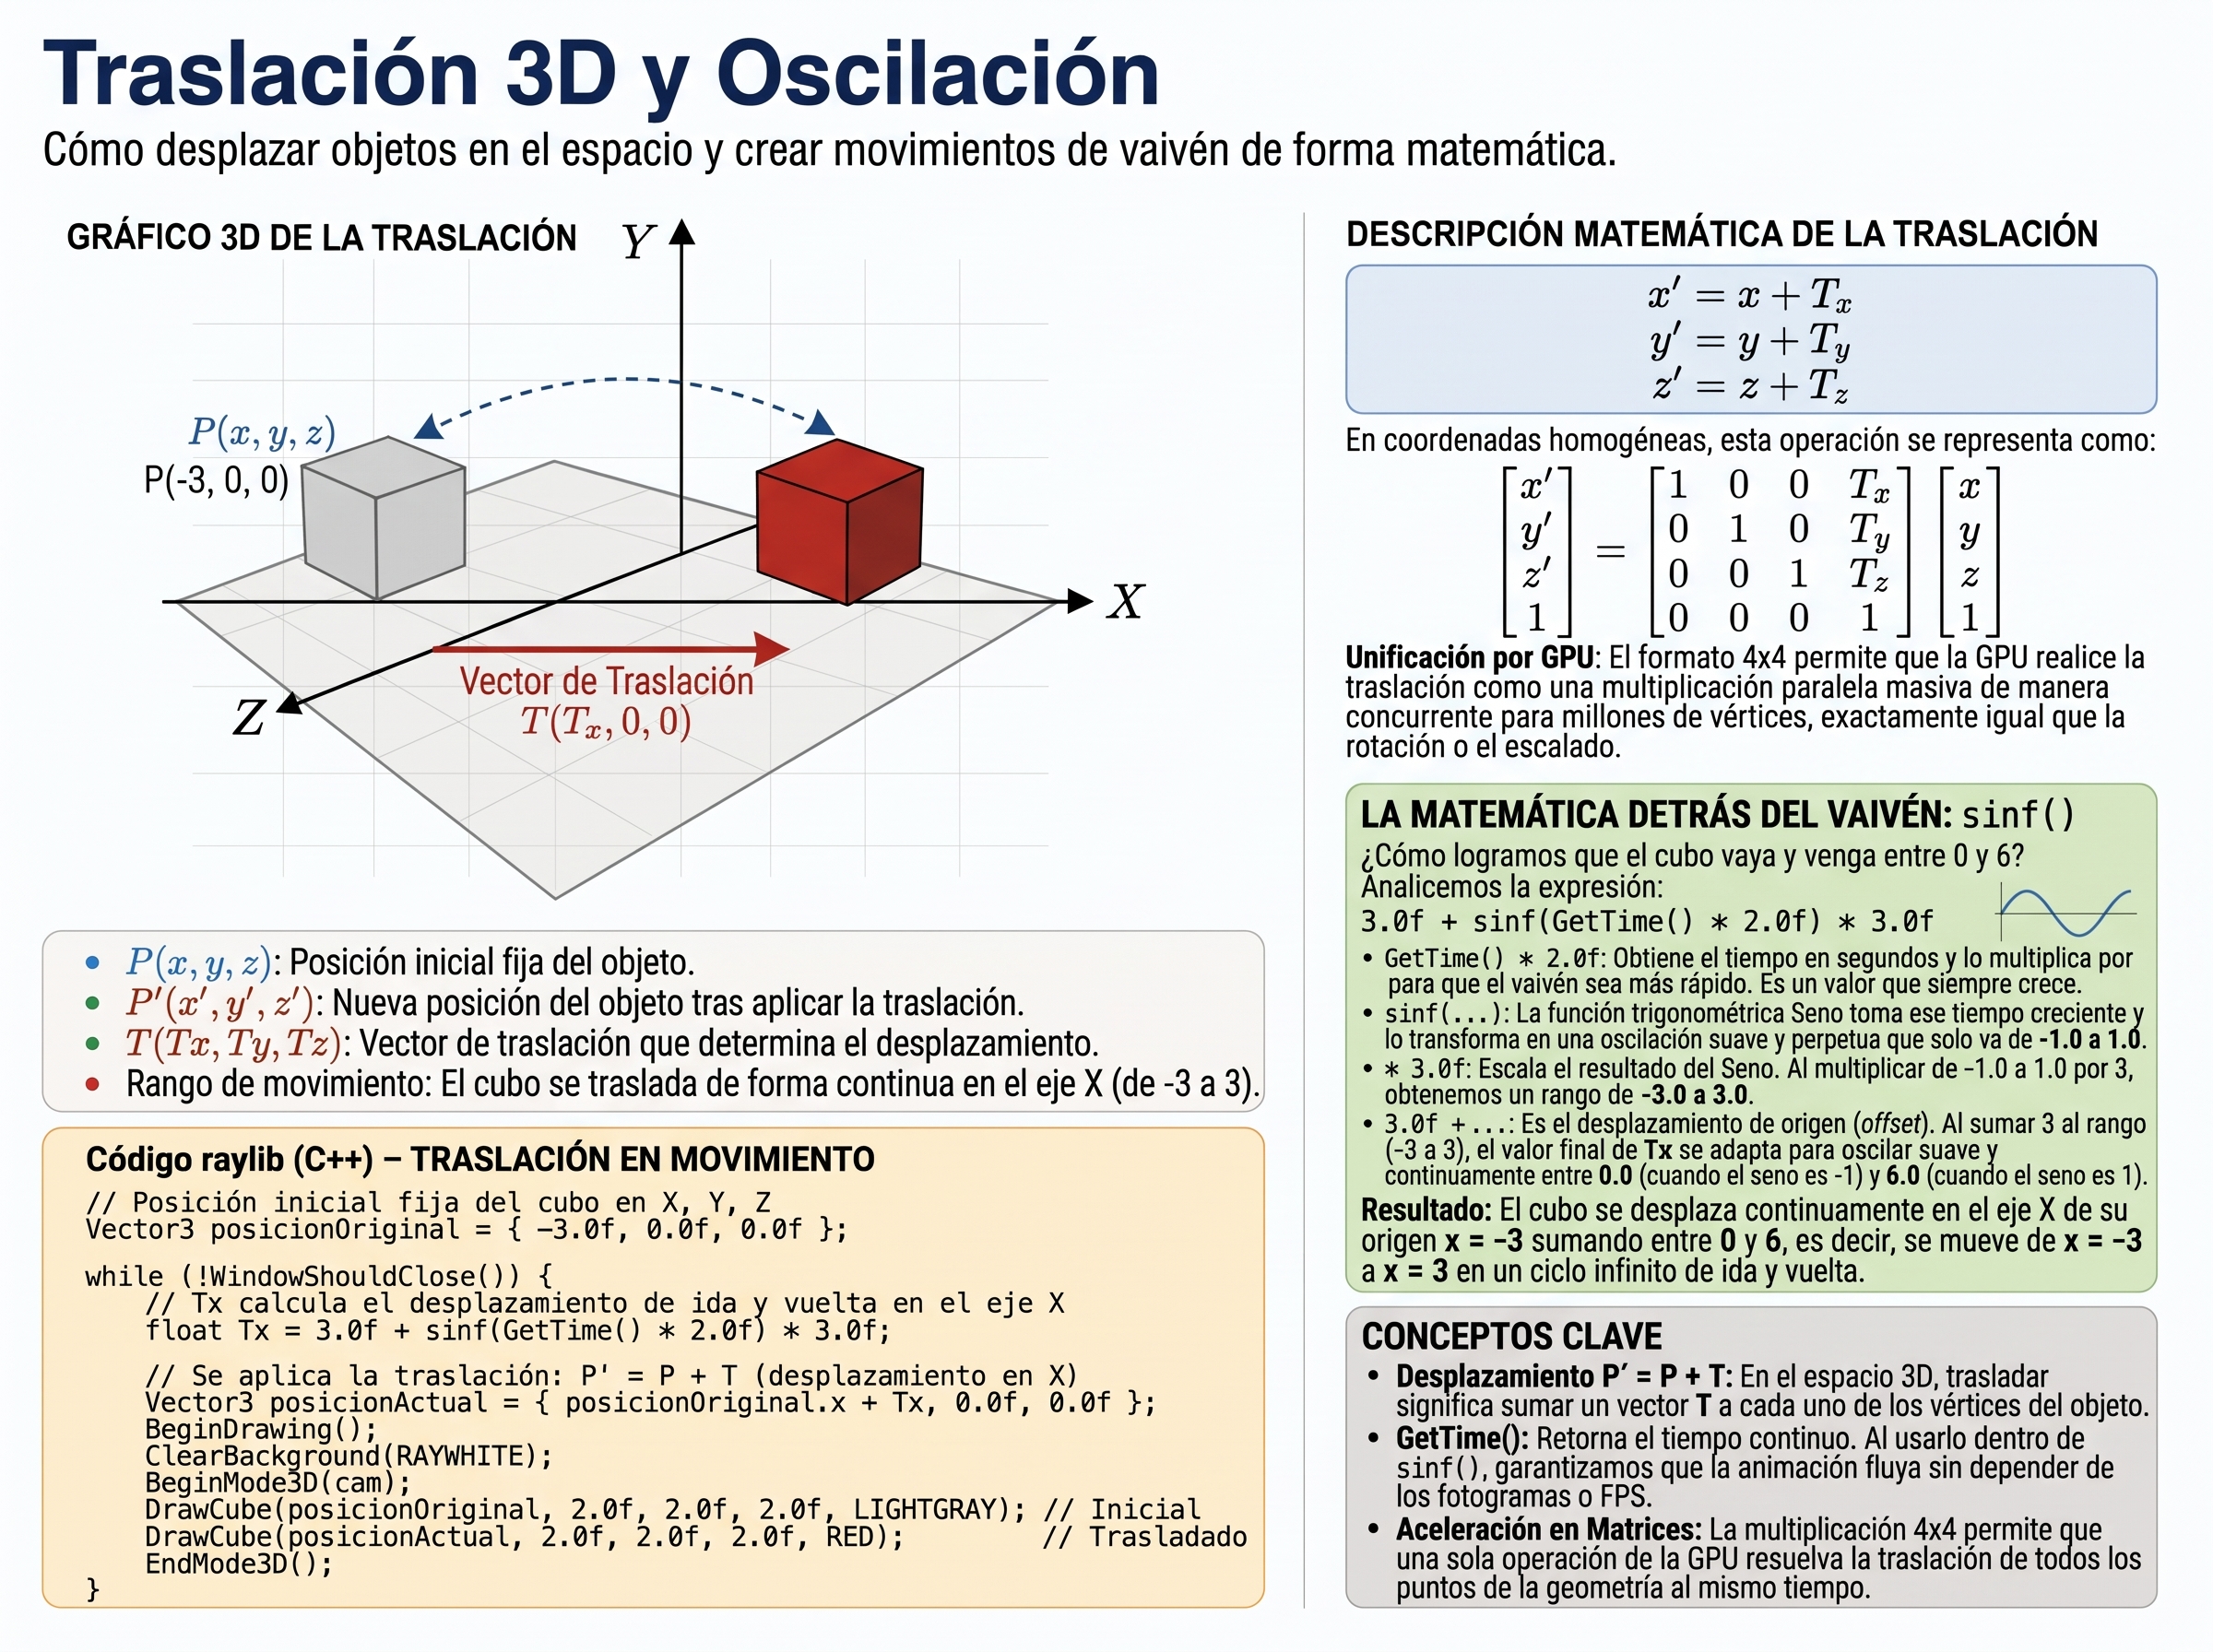 Traslación 3D y Oscilación
Cómo desplazar objetos en el espacio y crear movimientos de vaivén de forma matemática.
GRÁFICO 3D DE LA TRASLACIÓN
Y
P(x, y, z)
P(-3, 0, 0)
X
Z
Vector de Traslación
T(Tₓ, 0, 0)
• P(x, y, z): Posición inicial fija del objeto.
• P′(x′, y′, z′): Nueva posición del objeto tras aplicar la traslación.
• T(Tx, Ty, Tz): Vector de traslación que determina el desplazamiento.
• Rango de movimiento: El cubo se traslada de forma continua en el eje X (de -3 a 3).
Código raylib (C++) – TRASLACIÓN EN MOVIMIENTO
// Posición inicial fija del cubo en X, Y, Z
Vector3 posicionOriginal = { –3.0f, 0.0f, 0.0f };
while (!WindowShouldClose()) {
// Tx calcula el desplazamiento de ida y vuelta en el eje X
float Tx = 3.0f + sinf(GetTime() * 2.0f) * 3.0f;
// Se aplica la traslación: P' = P + T (desplazamiento en X)
Vector3 posicionActual = { posicionOriginal.x + Tx, 0.0f, 0.0f };
BeginDrawing();
ClearBackground(RAYWHITE);
BeginMode3D(cam);
DrawCube(posicionOriginal, 2.0f, 2.0f, 2.0f, LIGHTGRAY); // Inicial
DrawCube(posicionActual, 2.0f, 2.0f, 2.0f, RED); // Trasladado
EndMode3D();
}
DESCRIPCIÓN MATEMÁTICA DE LA TRASLACIÓN
x′ = x + T_x
y′ = y + T_y
z′ = z + T_z
En coordenadas homogéneas, esta operación se representa como:
[x′] [1 0 0 T_x] [x]
[y′] [0 1 0 T_y] [y]
=
[z′] [0 0 1 T_z] [z]
[1] [0 0 0 1] [1]
Unificación por GPU: El formato 4x4 permite que la GPU realice la
traslación como una multiplicación paralela masiva de manera
concurrente para millones de vértices, exactamente igual que la
rotación o el escalado.
LA MATEMÁTICA DETRÁS DEL VAIVÉN: sinf()
¿Cómo logramos que el cubo vaya y venga entre 0 y 6?
Analicemos la expresión:
3.0f + sinf(GetTime() * 2.0f) * 3.0f
• GetTime() * 2.0f: Obtiene el tiempo en segundos y lo multiplica por
para que el vaivén sea más rápido. Es un valor que siempre crece.
• sinf(...): La función trigonométrica Seno toma ese tiempo creciente y
lo transforma en una oscilación suave y perpetua que solo va de -1.0 a 1.0.
• * 3.0f: Escala el resultado del Seno. Al multiplicar de –1.0 a 1.0 por 3,
obtenemos un rango de –3.0 a 3.0.
• 3.0f + ...: Es el desplazamiento de origen (offset). Al sumar 3 al rango
(–3 a 3), el valor final de Tx se adapta para oscilar suave y
continuamente entre 0.0 (cuando el seno es -1) y 6.0 (cuando el seno es 1).
Resultado: El cubo se desplaza continuamente en el eje X de su
origen x = –3 sumando entre 0 y 6, es decir, se mueve de x = –3
a x = 3 en un ciclo infinito de ida y vuelta.
CONCEPTOS CLAVE
• Desplazamiento P′ = P + T: En el espacio 3D, trasladar
significa sumar un vector T a cada uno de los vértices del objeto.
• GetTime(): Retorna el tiempo continuo. Al usarlo dentro de
sinf(), garantizamos que la animación fluya sin depender de
los fotogramas o FPS.
• Aceleración en Matrices: La multiplicación 4x4 permite que
una sola operación de la GPU resuelva la traslación de todos los
puntos de la geometría al mismo tiempo.